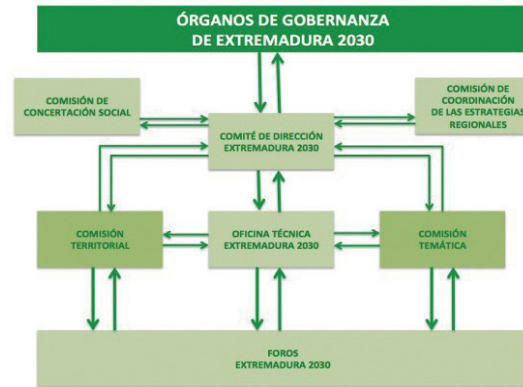 ÓRGANOS DE GOBERNANZA
DE EXTREMADURA 2030
COMISIÓN DE
CONCERTACIÓN SOCIAL
COMISIÓN DE
COORDINACIÓN
DE LAS ESTRATEGIAS
REGIONALES
COMITÉ DE DIRECCIÓN
EXTREMADURA 2030
COMISIÓN
TERRITORIAL
OFICINA TÉCNICA
EXTREMADURA 2030
COMISIÓN
TEMÁTICA
FOROS
EXTREMADURA 2030